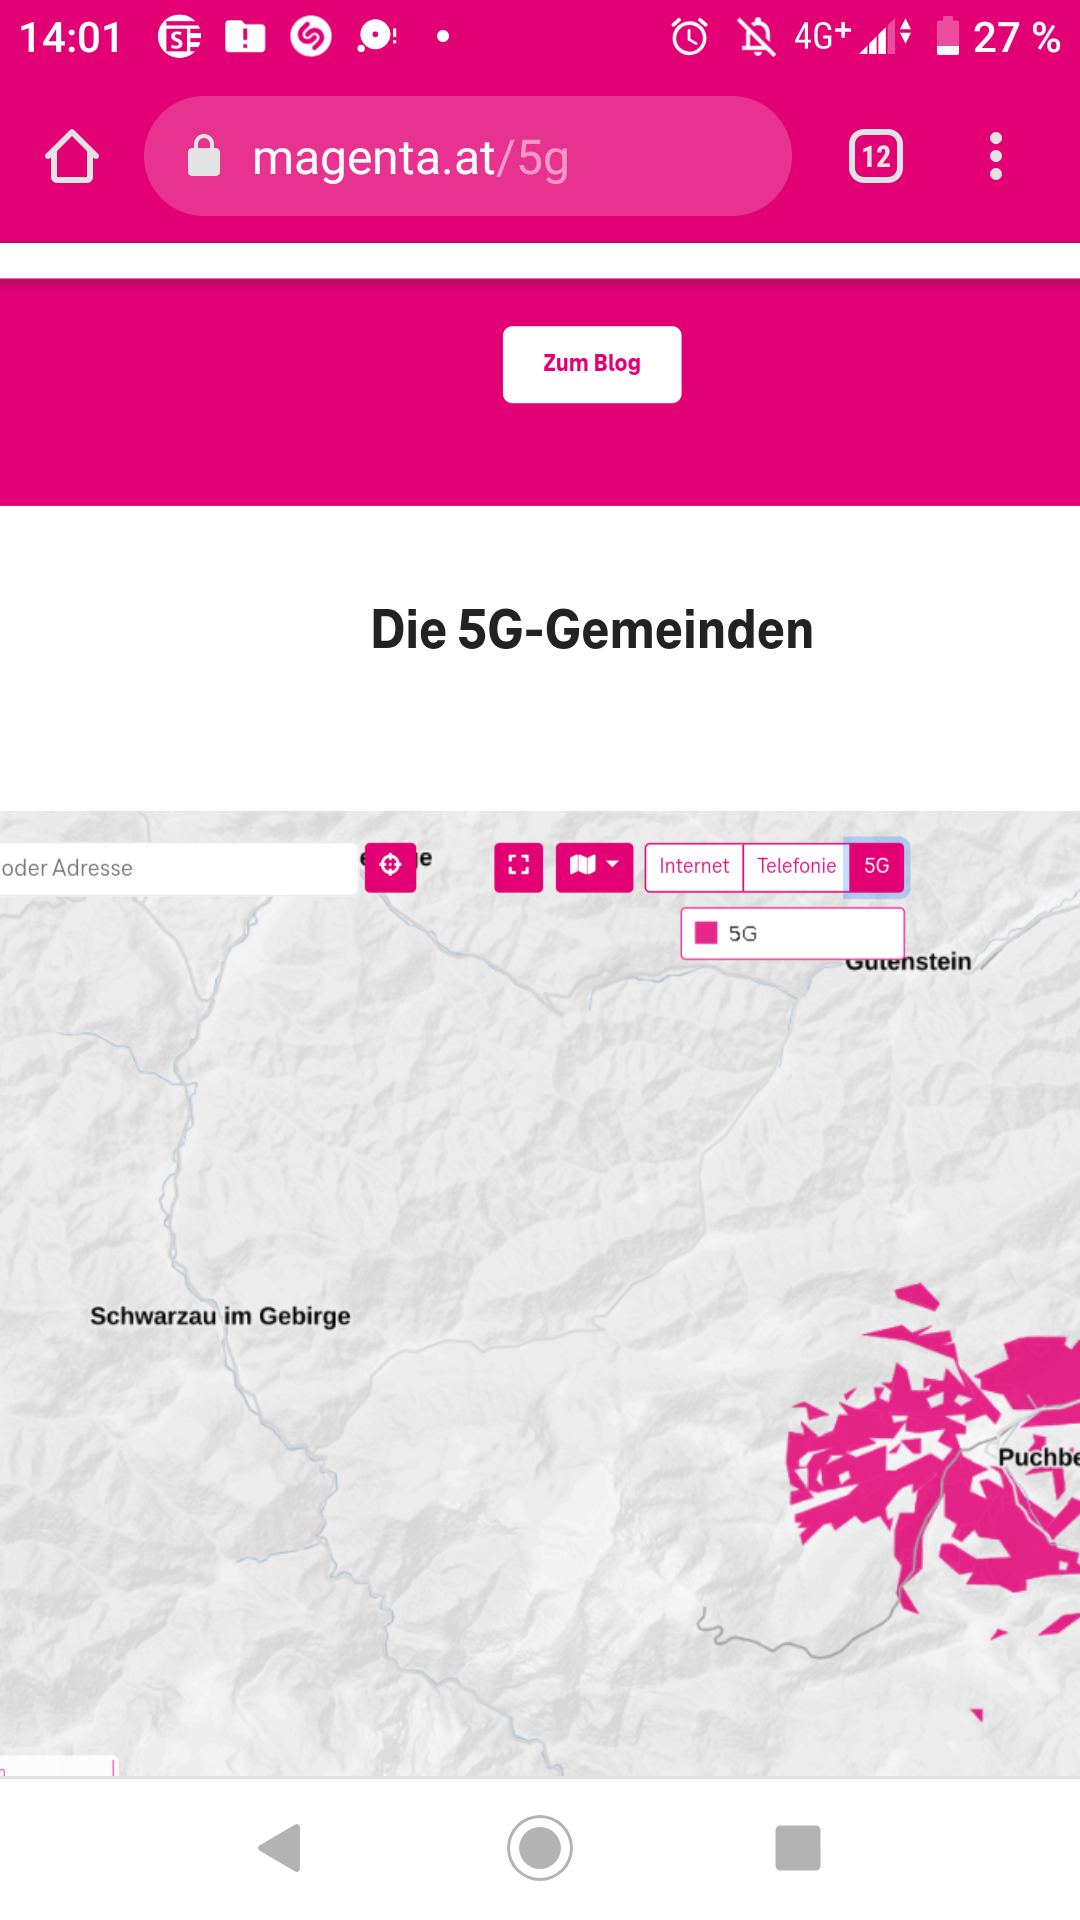 14:01 4G+ 27 %
magenta.at/5g 12
Zum Blog
Die 5G-Gemeinden
oder Adresse Internet Telefonie 5G
5G
Gutenstein
Schwarzau im Gebirge
Puchbe